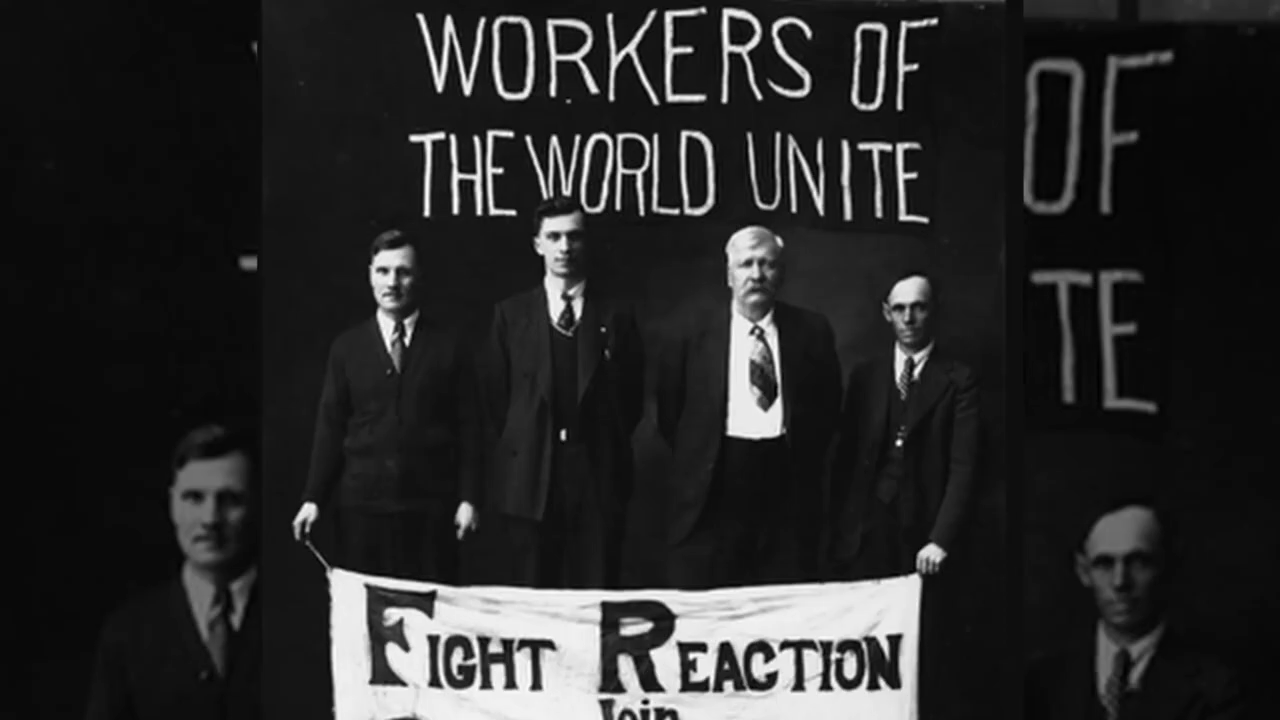 WORKERS OF
THE WORLD UNITE
FIGHT REACTION
Join
OF
TE